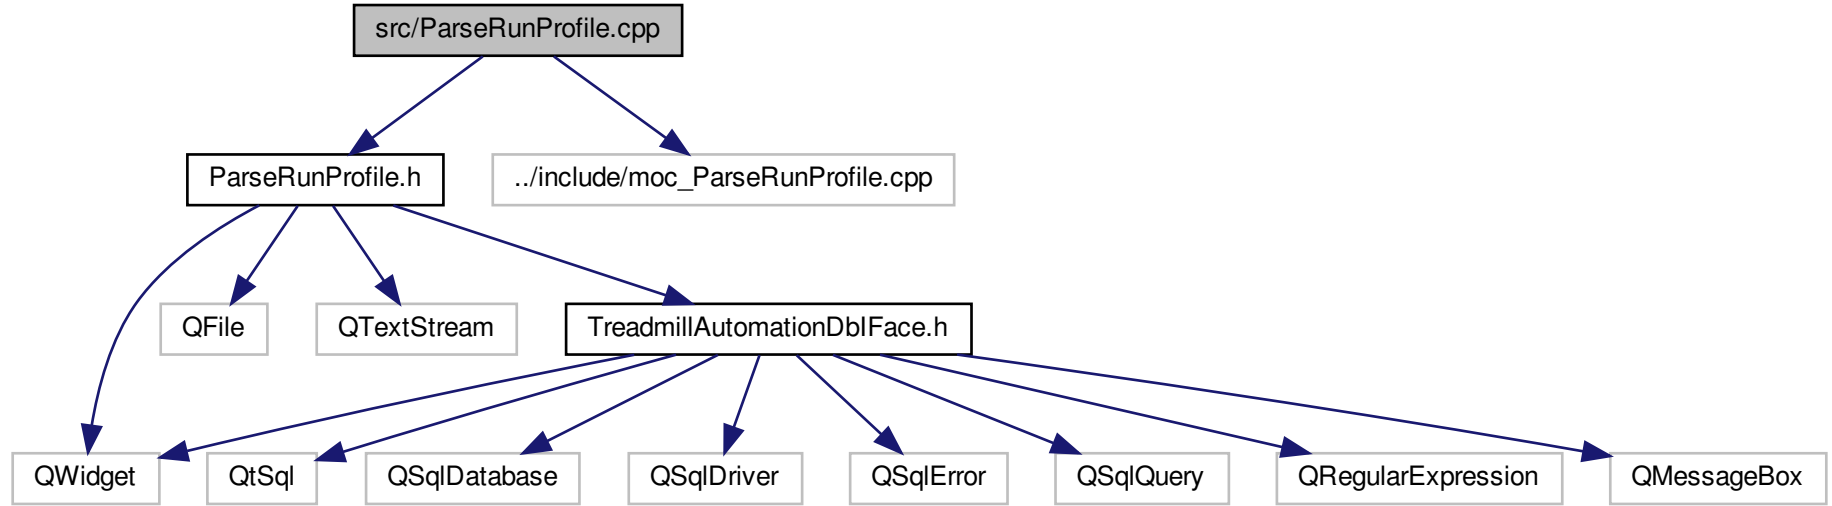 src/ParseRunProfile.cpp
ParseRunProfile.h
../include/moc_ParseRunProfile.cpp
QFile
QTextStream
TreadmillAutomationDbIFace.h
QWidget
QtSql
QSqlDatabase
QSqlDriver
QSqlError
QSqlQuery
QRegularExpression
QMessageBox